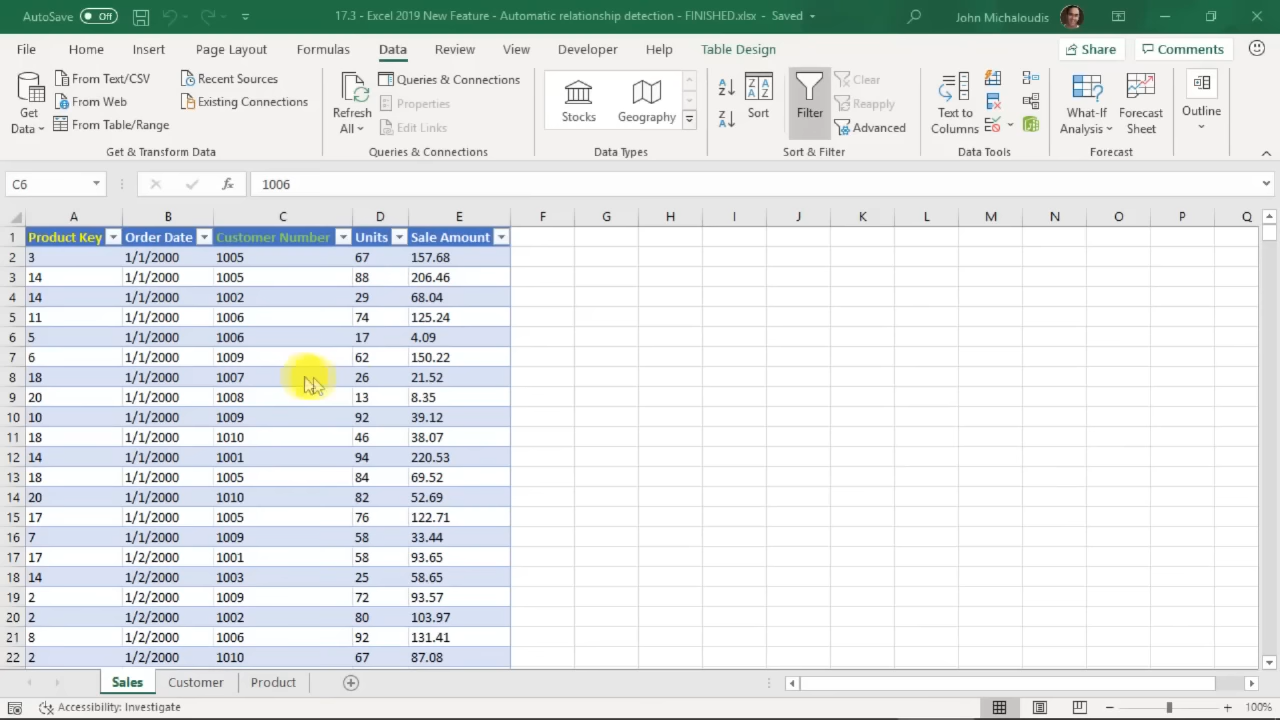 AutoSave Off 17.3 - Excel 2019 New Feature - Automatic relationship detection - FINISHED.xlsx - Saved John Michaloudis
File Home Insert Page Layout Formulas Data Review View Developer Help Table Design Share Comments
Get Data
From Text/CSV
From Web
From Table/Range
Recent Sources
Existing Connections
Get & Transform Data
Refresh All
Queries & Connections
Properties
Edit Links
Queries & Connections
Stocks Geography
Data Types
Sort
Filter
Clear
Reapply
Advanced
Sort & Filter
Text to Columns
Data Tools
What-If Analysis
Forecast Sheet
Forecast
Outline
C6 fx 1006
A B C D E F G H I J K L M N O P Q
1 Product Key Order Date Customer Number Units Sale Amount
2 3 1/1/2000 1005 67 157.68
3 14 1/1/2000 1005 88 206.46
4 14 1/1/2000 1002 29 68.04
5 11 1/1/2000 1006 74 125.24
6 5 1/1/2000 1006 17 4.09
7 6 1/1/2000 1009 62 150.22
8 18 1/1/2000 1007 26 21.52
9 20 1/1/2000 1008 13 8.35
10 10 1/1/2000 1009 92 39.12
11 18 1/1/2000 1010 46 38.07
12 14 1/1/2000 1001 94 220.53
13 18 1/1/2000 1005 84 69.52
14 20 1/1/2000 1010 82 52.69
15 17 1/1/2000 1005 76 122.71
16 7 1/1/2000 1009 58 33.44
17 17 1/2/2000 1001 58 93.65
18 14 1/2/2000 1003 25 58.65
19 2 1/2/2000 1009 72 93.57
20 2 1/2/2000 1002 80 103.97
21 8 1/2/2000 1006 92 131.41
22 2 1/2/2000 1010 67 87.08
Sales Customer Product
Accessibility: Investigate 100%